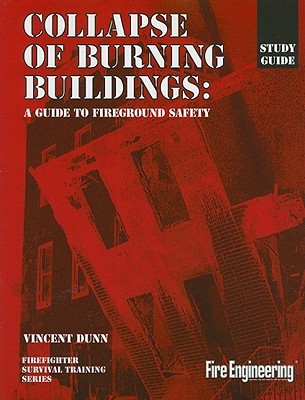 COLLAPSE
OF BURNING
BUILDINGS:
A GUIDE TO FIREGROUND SAFETY
STUDY
GUIDE
VINCENT DUNN
FIREFIGHTER
SURVIVAL TRAINING
SERIES
Fire Engineering®